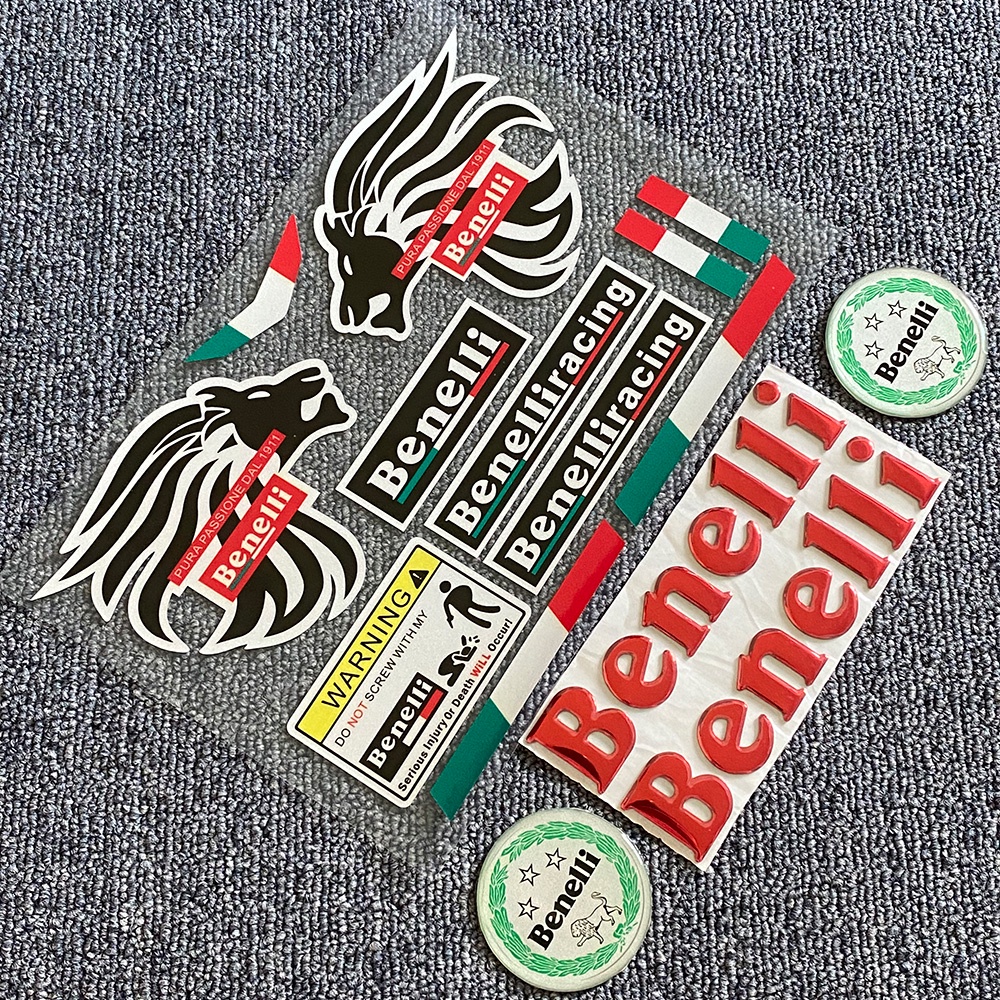 PURA PASSIONE DAL 1911
Benelli
PURA PASSIONE DAL 1911
Benelli
Benelli
Benelliracing
Benelliracing
WARNING
DO NOT SCREW WITH MY
Benelli
Serious Injury Or Death WILL Occur!
Benelli
Benelli
Benelli
Benelli